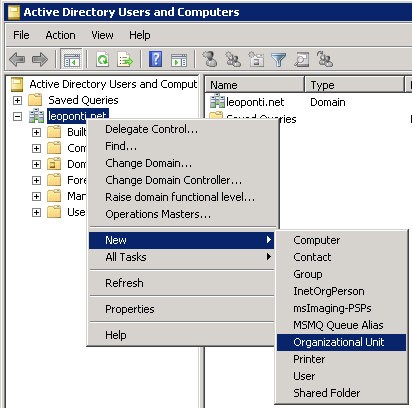 Active Directory Users and Computers
File Action View Help
Active Directory Users and Comput
Saved Queries
leoponti.net
Built
Com
Dom
Fore
Man
Use
Name Type
leoponti.net Domain
Saved Queries
Delegate Control...
Find...
Change Domain...
Change Domain Controller...
Raise domain functional level...
Operations Masters...
New
All Tasks
Refresh
Properties
Help
Computer
Contact
Group
InetOrgPerson
msImaging-PSPs
MSMQ Queue Alias
Organizational Unit
Printer
User
Shared Folder